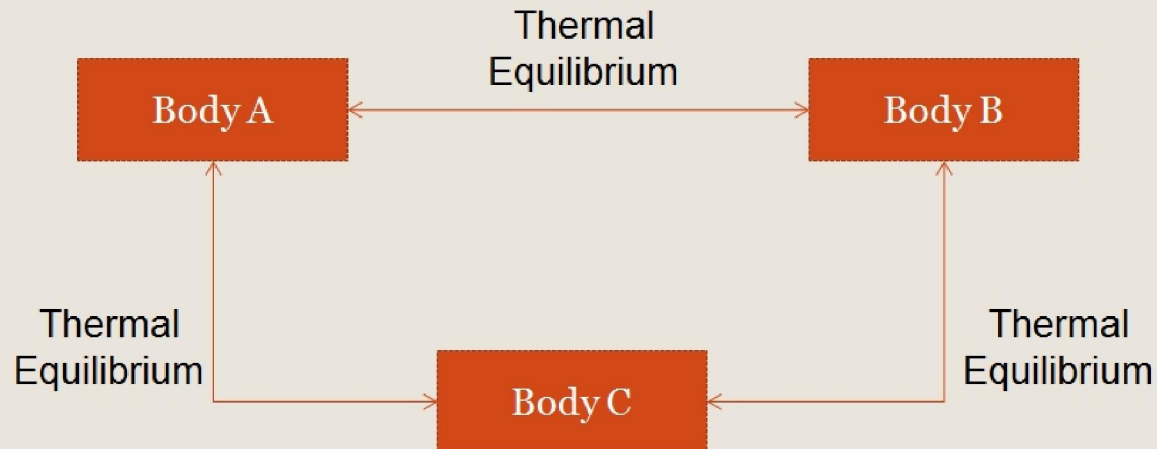 Thermal
Equilibrium
Body A
Body B
Thermal
Equilibrium
Thermal
Equilibrium
Body C